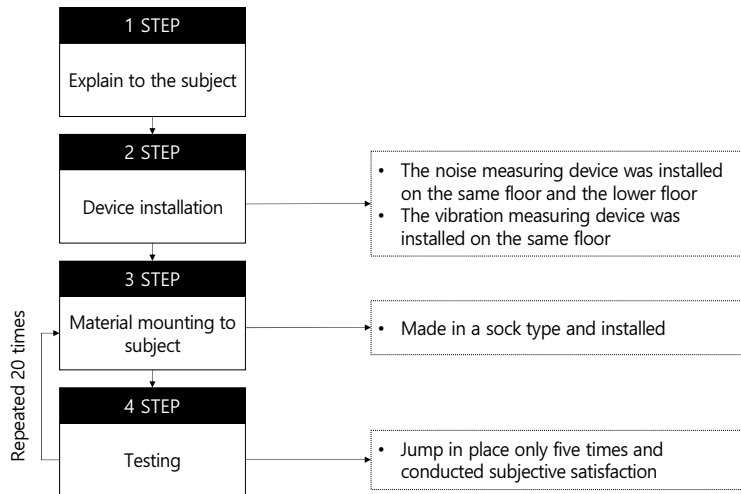 1 STEP
Explain to the subject
2 STEP
Device installation
• The noise measuring device was installed
on the same floor and the lower floor
• The vibration measuring device was
installed on the same floor
3 STEP
Material mounting to
subject
• Made in a sock type and installed
Repeated 20 times
4 STEP
Testing
• Jump in place only five times and
conducted subjective satisfaction